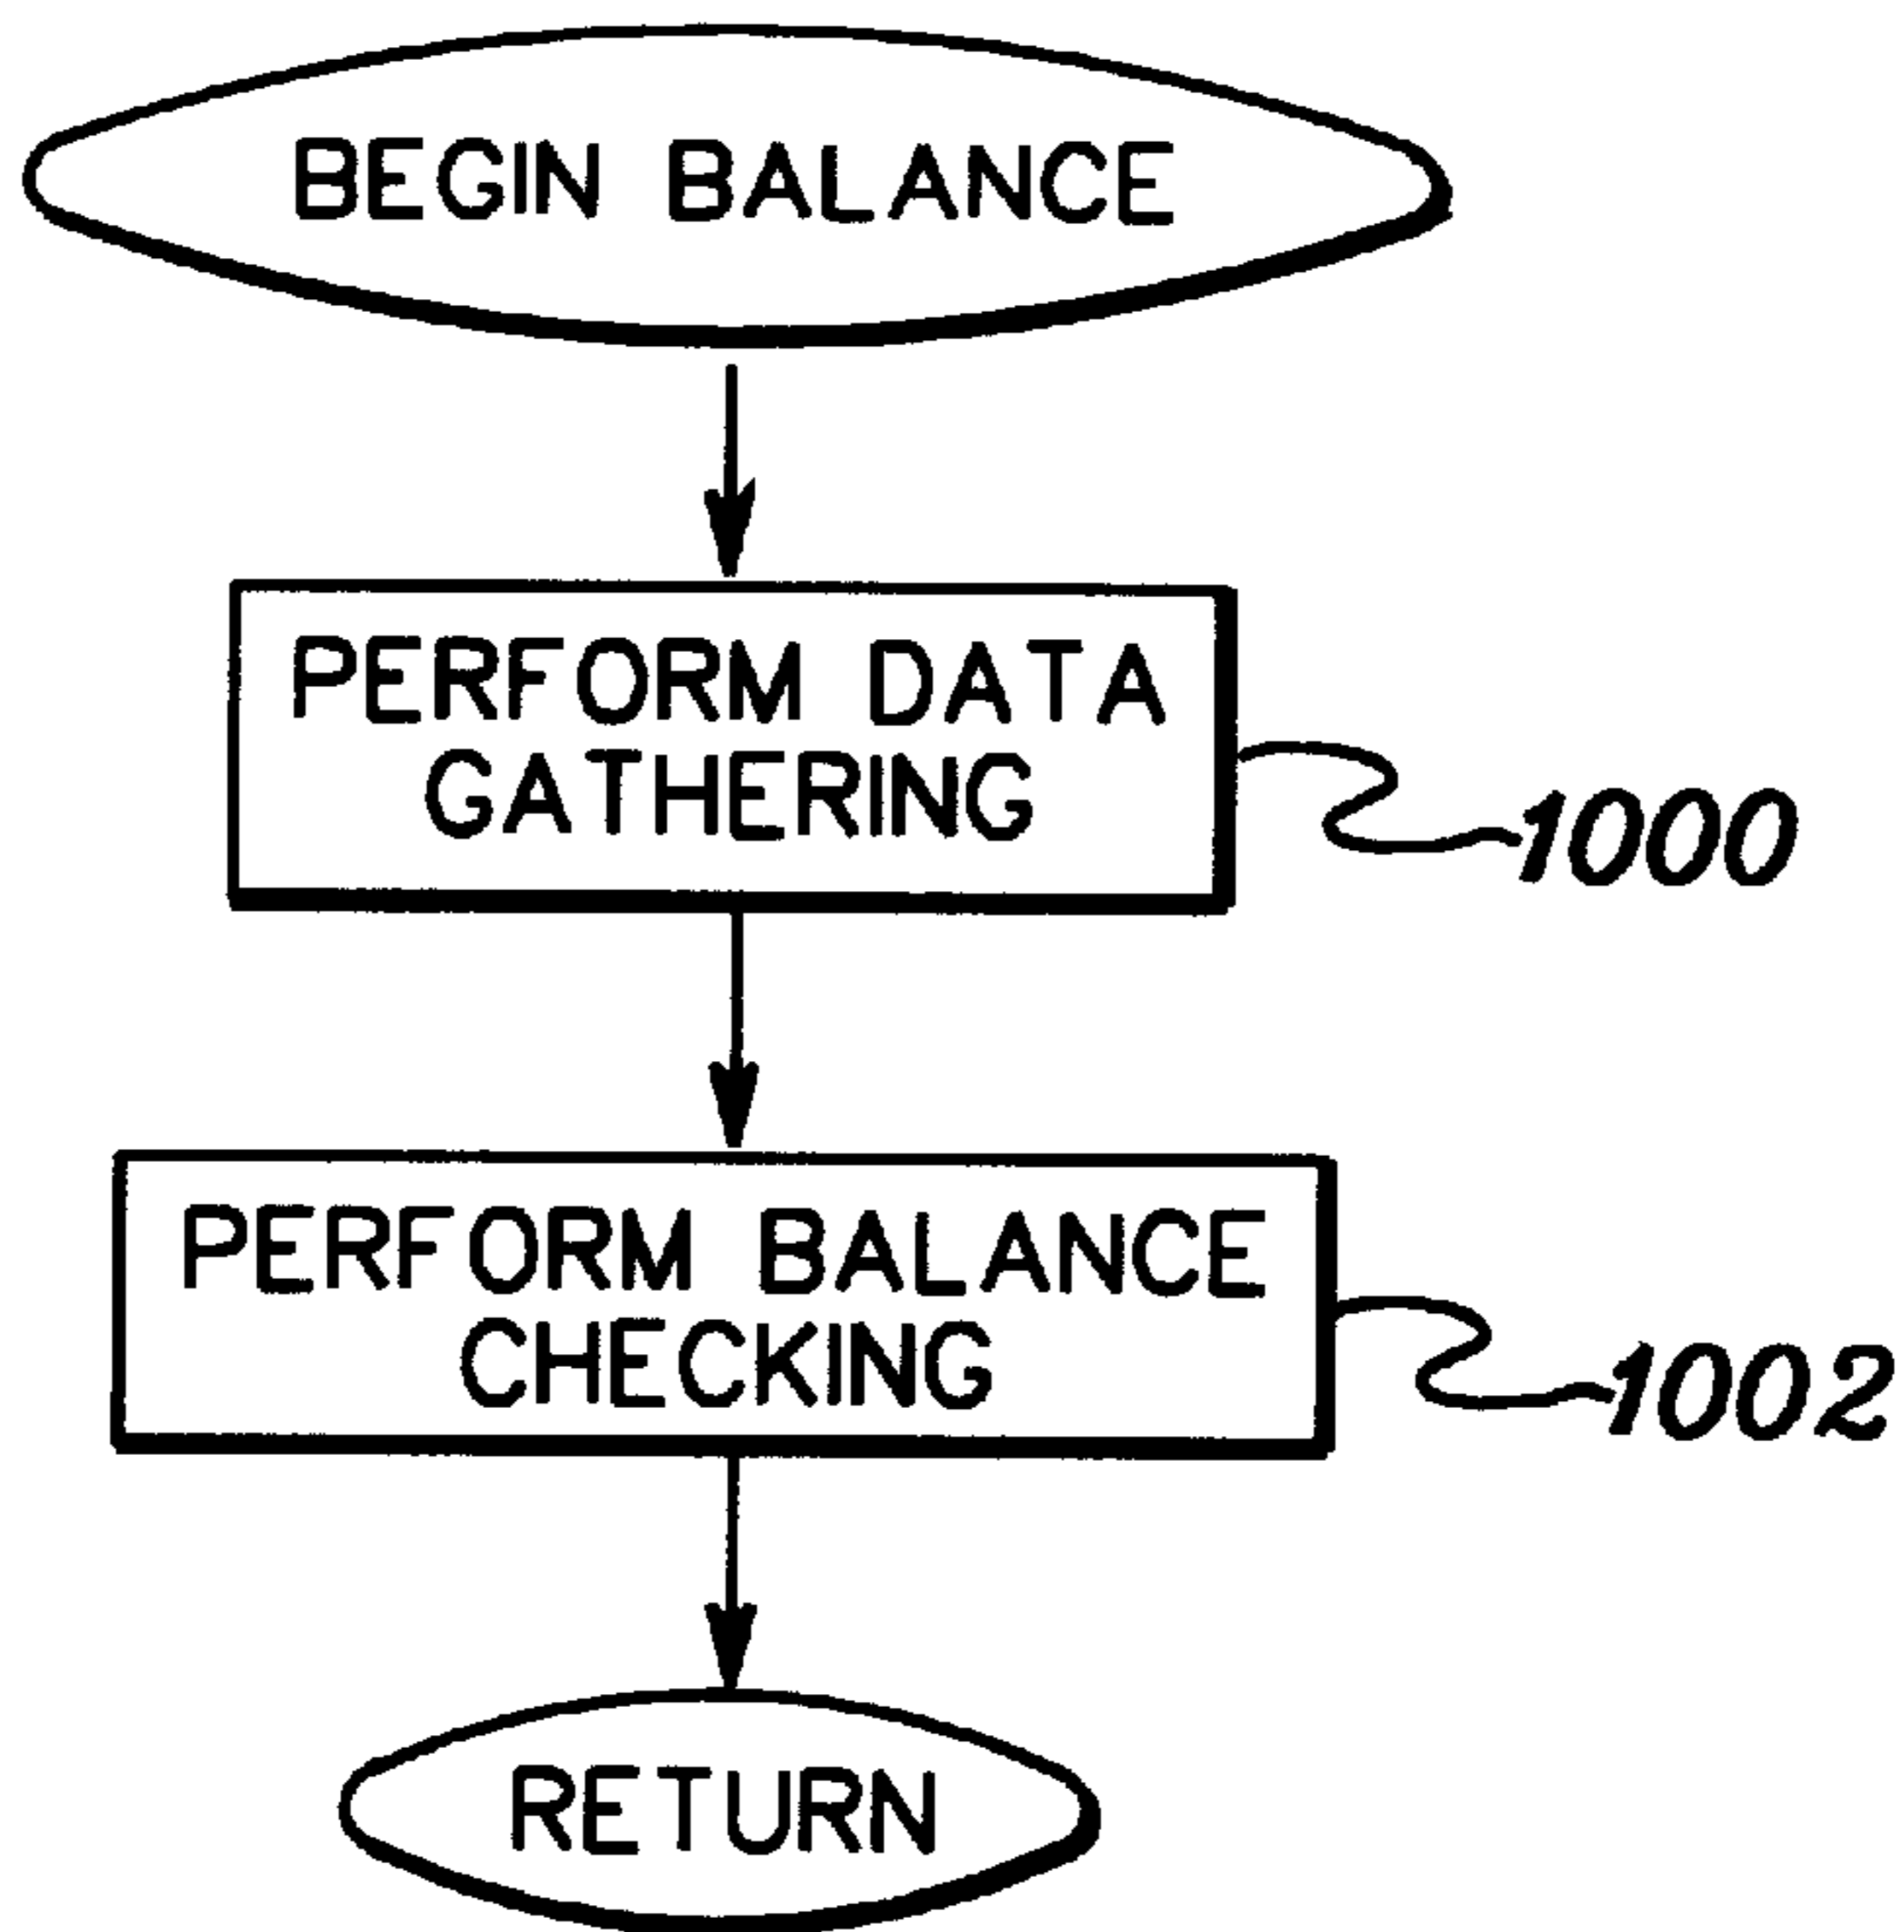 BEGIN BALANCE
PERFORM DATA
GATHERING
1000
PERFORM BALANCE
CHECKING
1002
RETURN